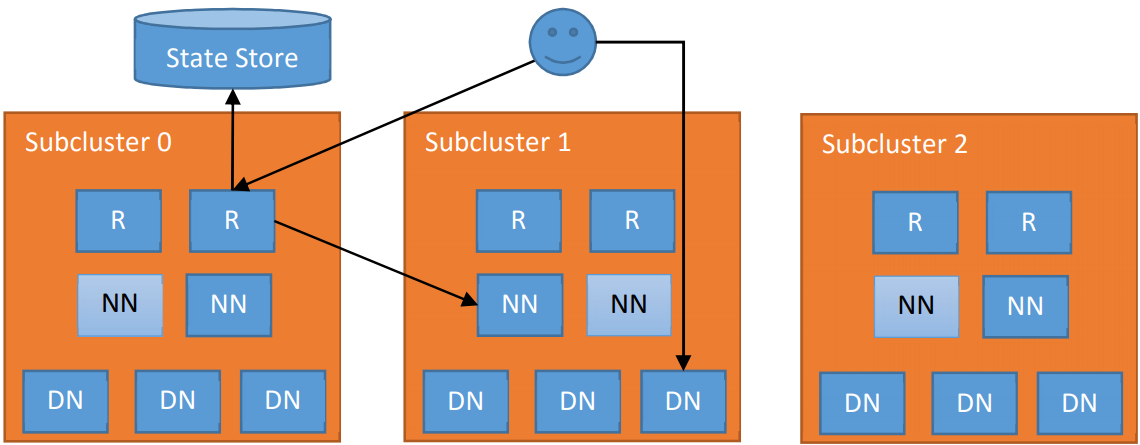 State Store
Subcluster 0
R
R
NN
NN
DN
DN
DN
Subcluster 1
R
R
NN
NN
DN
DN
DN
Subcluster 2
R
R
NN
NN
DN
DN
DN